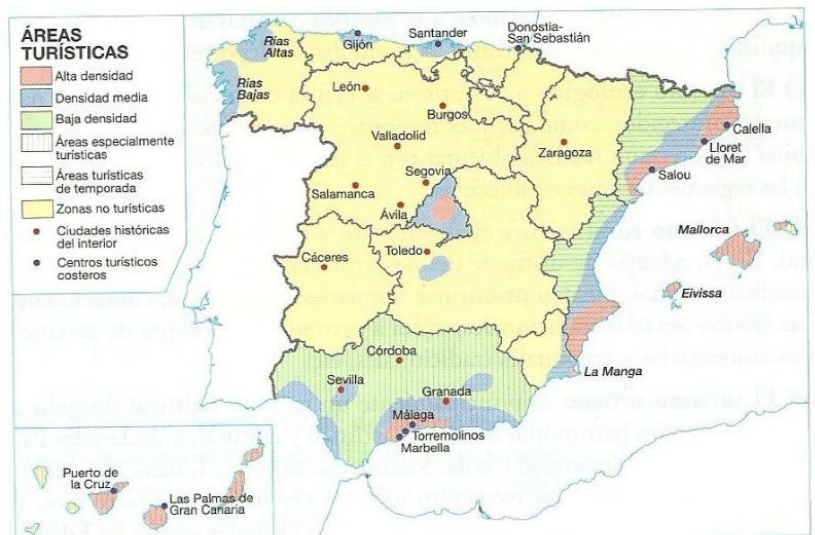 ÁREAS
TURÍSTICAS
Alta densidad
Densidad media
Baja densidad
Áreas especialmente
turísticas
Áreas turísticas
de temporada
Zonas no turísticas
Ciudades históricas
del interior
Centros turísticos
costeros
Rías
Altas
Rías
Bajas
Gijón
Santander
Donostia-
San Sebastián
León
Burgos
Valladolid
Zaragoza
Segovia
Salamanca
Ávila
Calella
Lloret
de Mar
Salou
Mallorca
Eivissa
Toledo
Cáceres
La Manga
Córdoba
Sevilla
Granada
Málaga
Torremolinos
Marbella
Puerto de
la Cruz
Las Palmas de
Gran Canaria